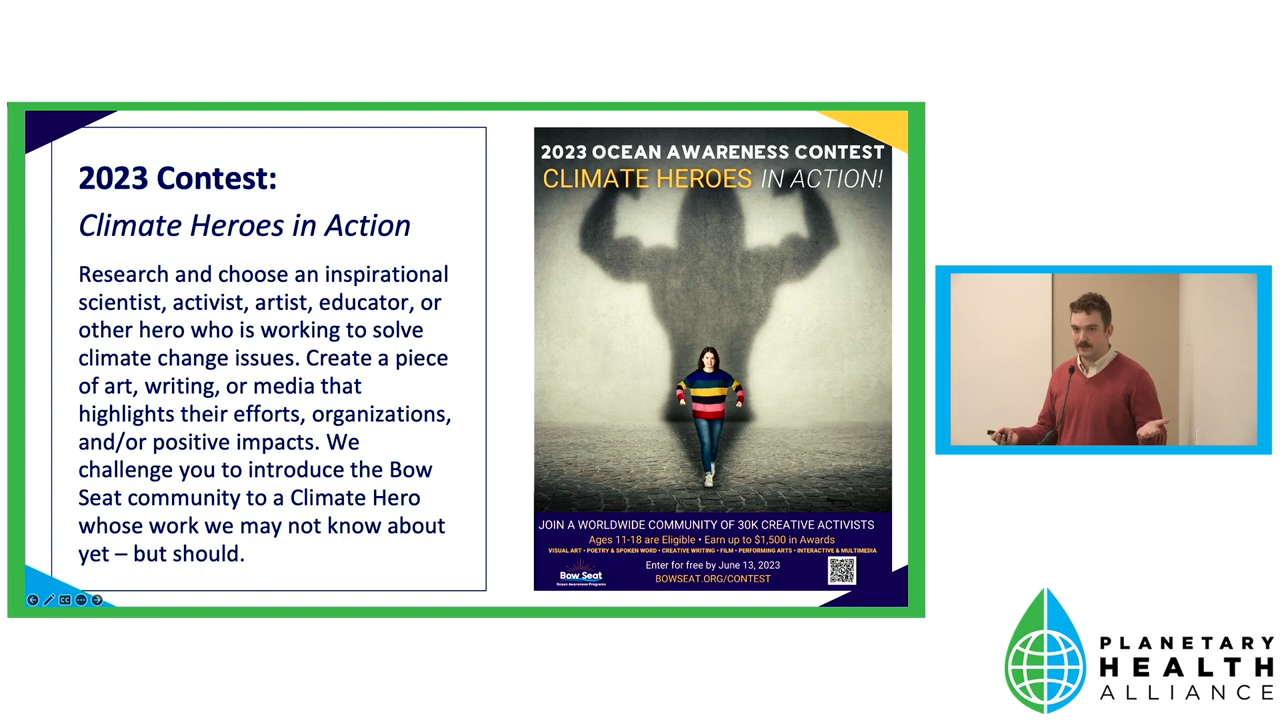 2023 Contest:
Climate Heroes in Action
Research and choose an inspirational
scientist, activist, artist, educator, or
other hero who is working to solve
climate change issues. Create a piece
of art, writing, or media that
highlights their efforts, organizations,
and/or positive impacts. We
challenge you to introduce the Bow
Seat community to a Climate Hero
whose work we may not know about
yet – but should.
2023 OCEAN AWARENESS CONTEST
CLIMATE HEROES IN ACTION!
JOIN A WORLDWIDE COMMUNITY OF 30K CREATIVE ACTIVISTS
Ages 11-18 are Eligible • Earn up to $1,500 in Awards
VISUAL ART • POETRY & SPOKEN WORD • CREATIVE WRITING • FILM • PERFORMING ARTS • INTERACTIVE & MULTIMEDIA
Enter for free by June 13, 2023
BOWSEAT.ORG/CONTEST
Bow Seat
Ocean Awareness Programs
CC
PLANETARY
HEALTH
ALLIANCE